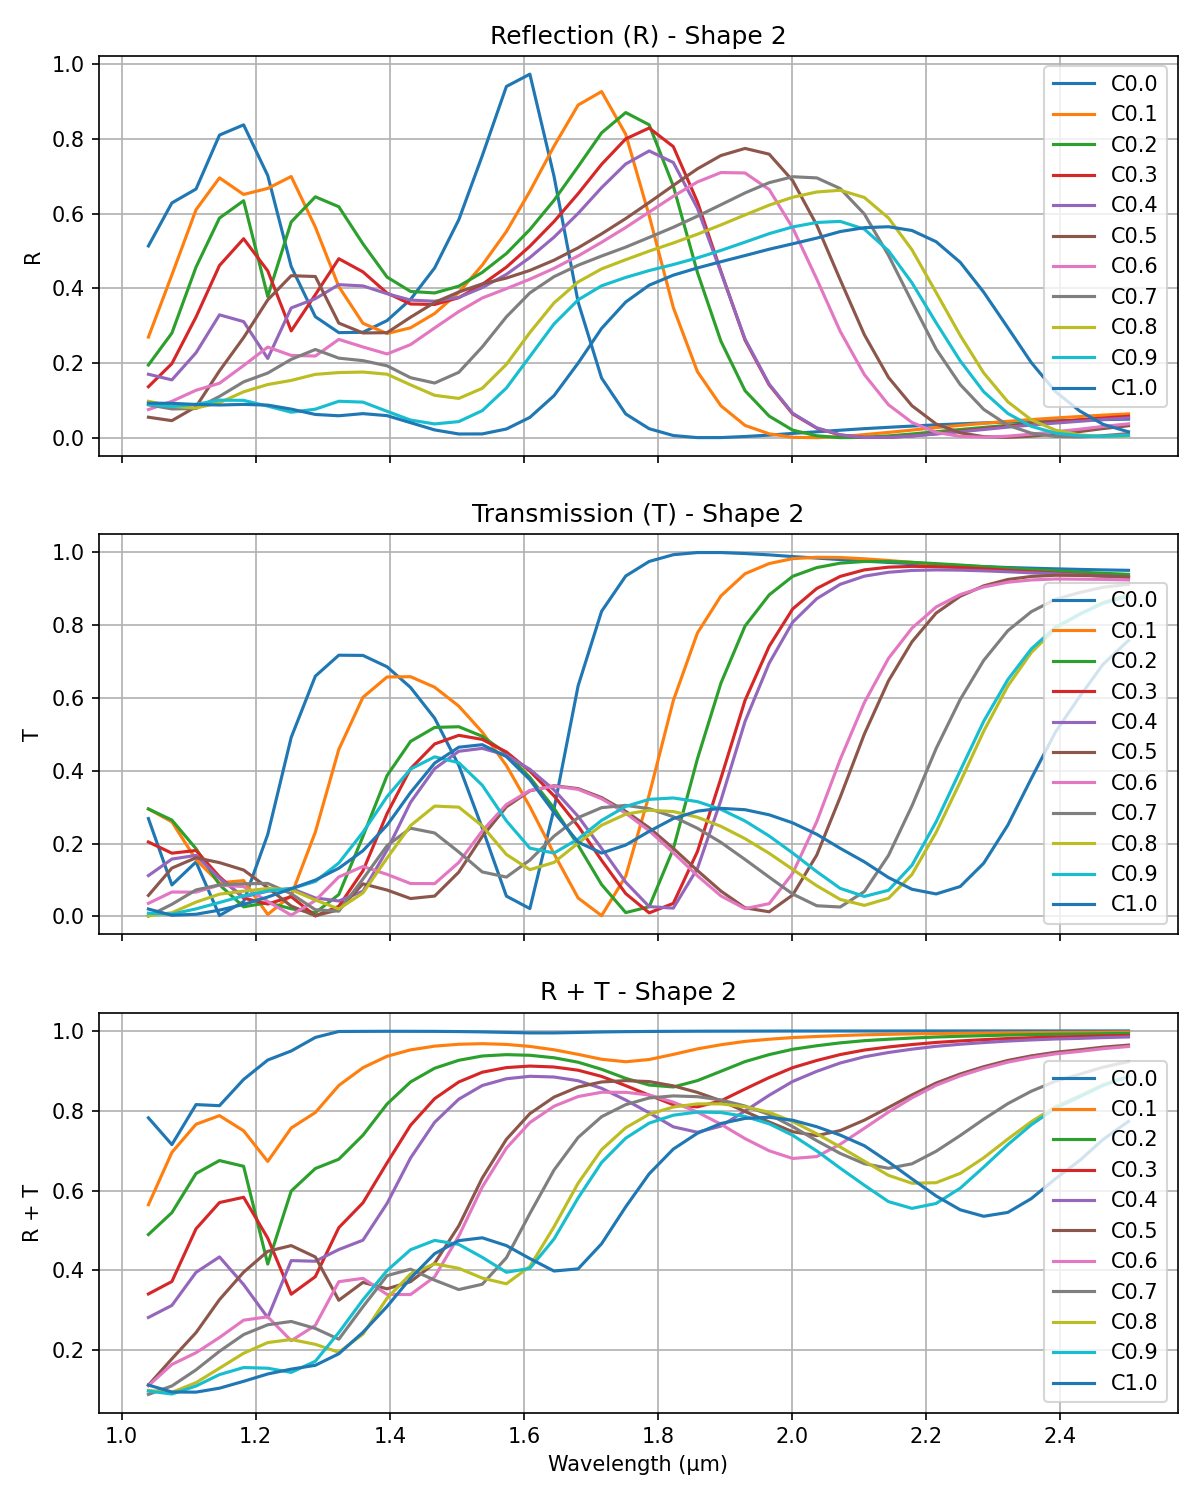 Reflection (R) - Shape 2
1.0
0.8
0.6
0.4
0.2
0.0
R
C0.0
C0.1
C0.2
C0.3
C0.4
C0.5
C0.6
C0.7
C0.8
C0.9
C1.0
Transmission (T) - Shape 2
1.0
0.8
0.6
0.4
0.2
0.0
T
C0.0
C0.1
C0.2
C0.3
C0.4
C0.5
C0.6
C0.7
C0.8
C0.9
C1.0
R + T - Shape 2
1.0
0.8
0.6
0.4
0.2
R + T
C0.0
C0.1
C0.2
C0.3
C0.4
C0.5
C0.6
C0.7
C0.8
C0.9
C1.0
1.0 1.2 1.4 1.6 1.8 2.0 2.2 2.4
Wavelength (μm)